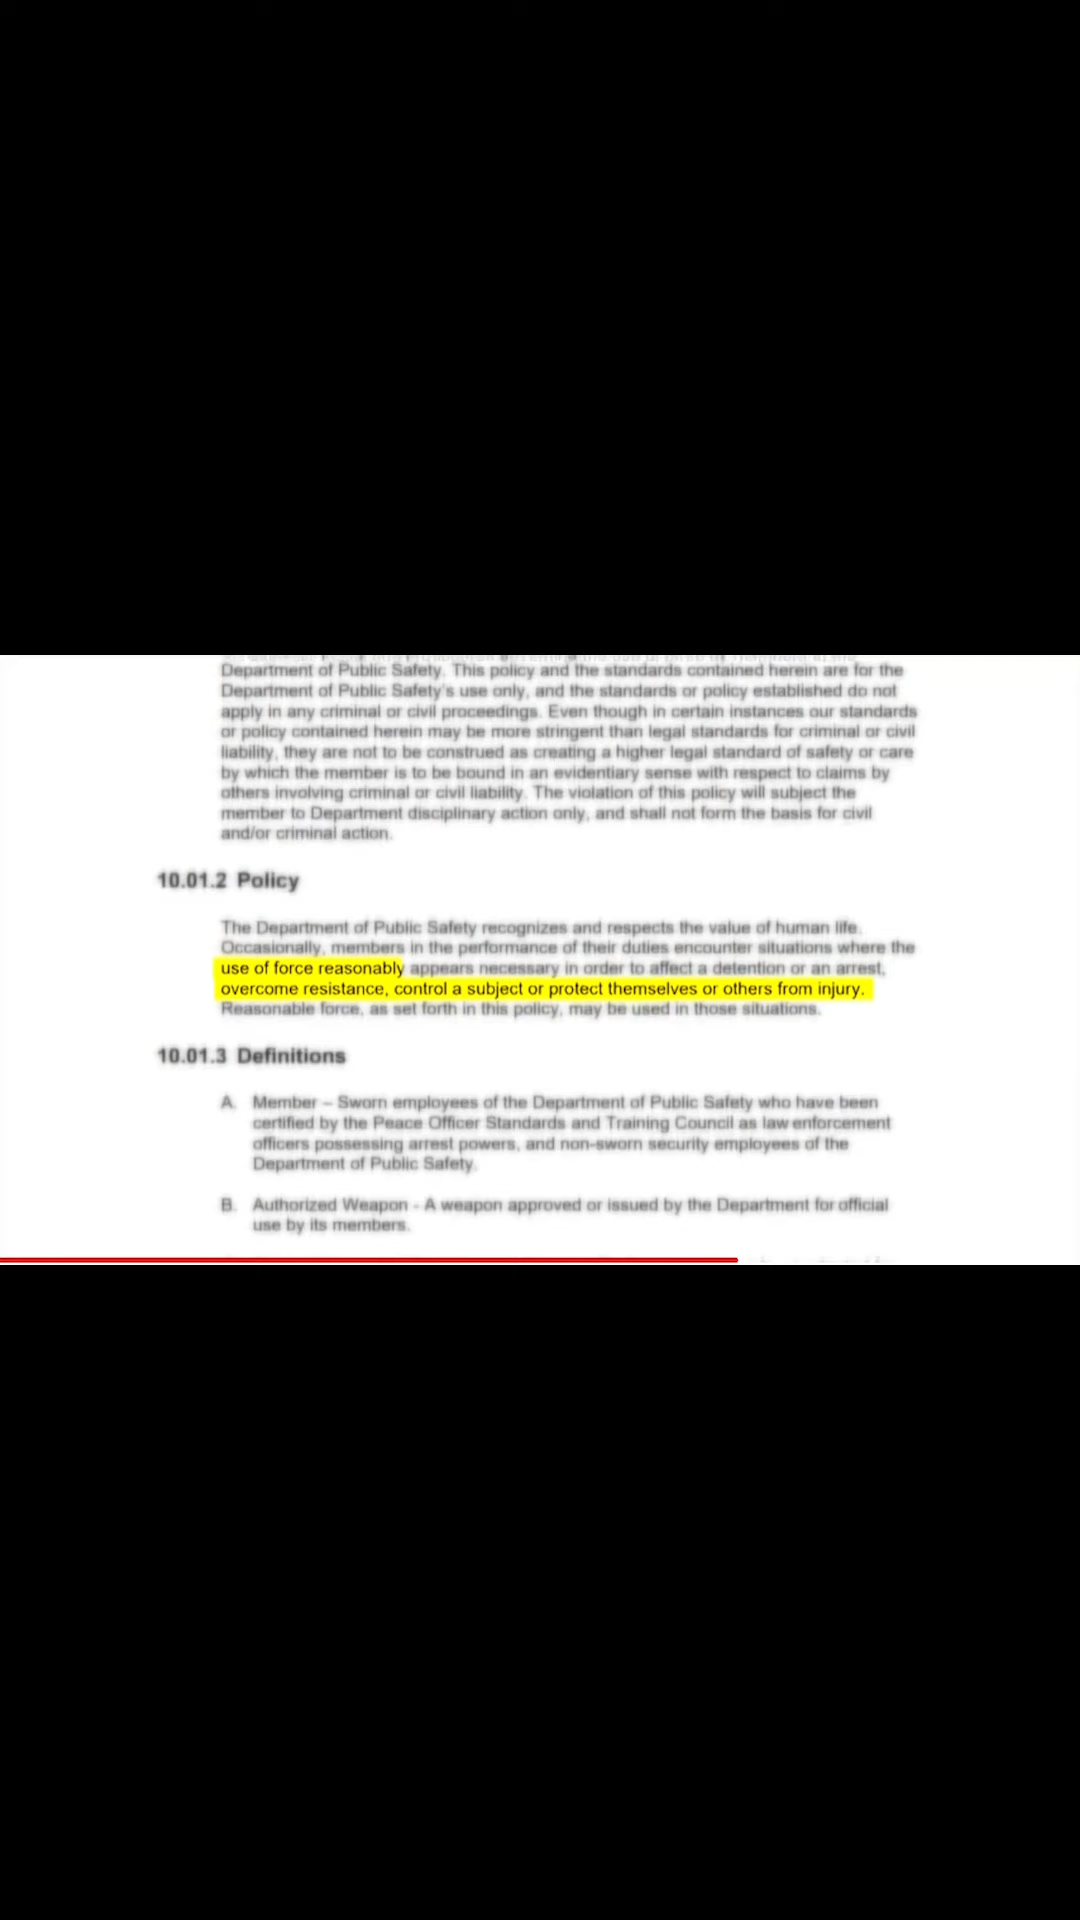 Department of Public Safety. This policy and the standards contained herein are for the
Department of Public Safety's use only, and the standards or policy established do not
apply in any criminal or civil proceedings. Even though in certain instances our standards
or policy contained herein may be more stringent than legal standards for criminal or civil
liability, they are not to be construed as creating a higher legal standard of safety or care
by which the member is to be bound in an evidentiary sense with respect to claims by
others involving criminal or civil liability. The violation of this policy will subject the
member to Department disciplinary action only, and shall not form the basis for civil
and/or criminal action.
10.01.2 Policy
The Department of Public Safety recognizes and respects the value of human life.
Occasionally, members in the performance of their duties encounter situations where the
use of force reasonably appears necessary in order to affect a detention or an arrest,
overcome resistance, control a subject or protect themselves or others from injury.
Reasonable force, as set forth in this policy, may be used in those situations.
10.01.3 Definitions
A. Member – Sworn employees of the Department of Public Safety who have been
certified by the Peace Officer Standards and Training Council as law enforcement
officers possessing arrest powers, and non-sworn security employees of the
Department of Public Safety.
B. Authorized Weapon - A weapon approved or issued by the Department for official
use by its members.